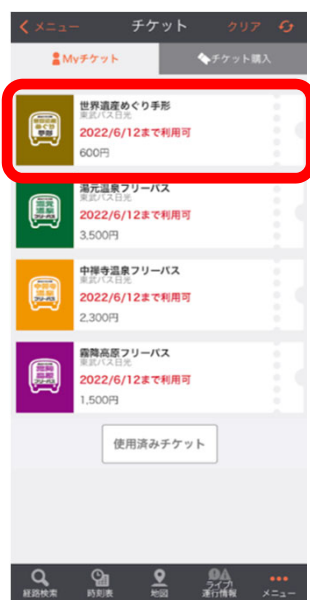 メニュー チケット クリア
Myチケット チケット購入
世界遺産めぐり手形
東武バス日光
2022/6/12まで利用可
600円
湯元温泉フリーパス
東武バス日光
2022/6/12まで利用可
3,500円
中禅寺温泉フリーパス
東武バス日光
2022/6/12まで利用可
2,300円
霧降高原フリーパス
東武バス日光
2022/6/12まで利用可
1,500円
使用済みチケット
経路検索 時刻表 地図 ライブ!運行情報 メニュー